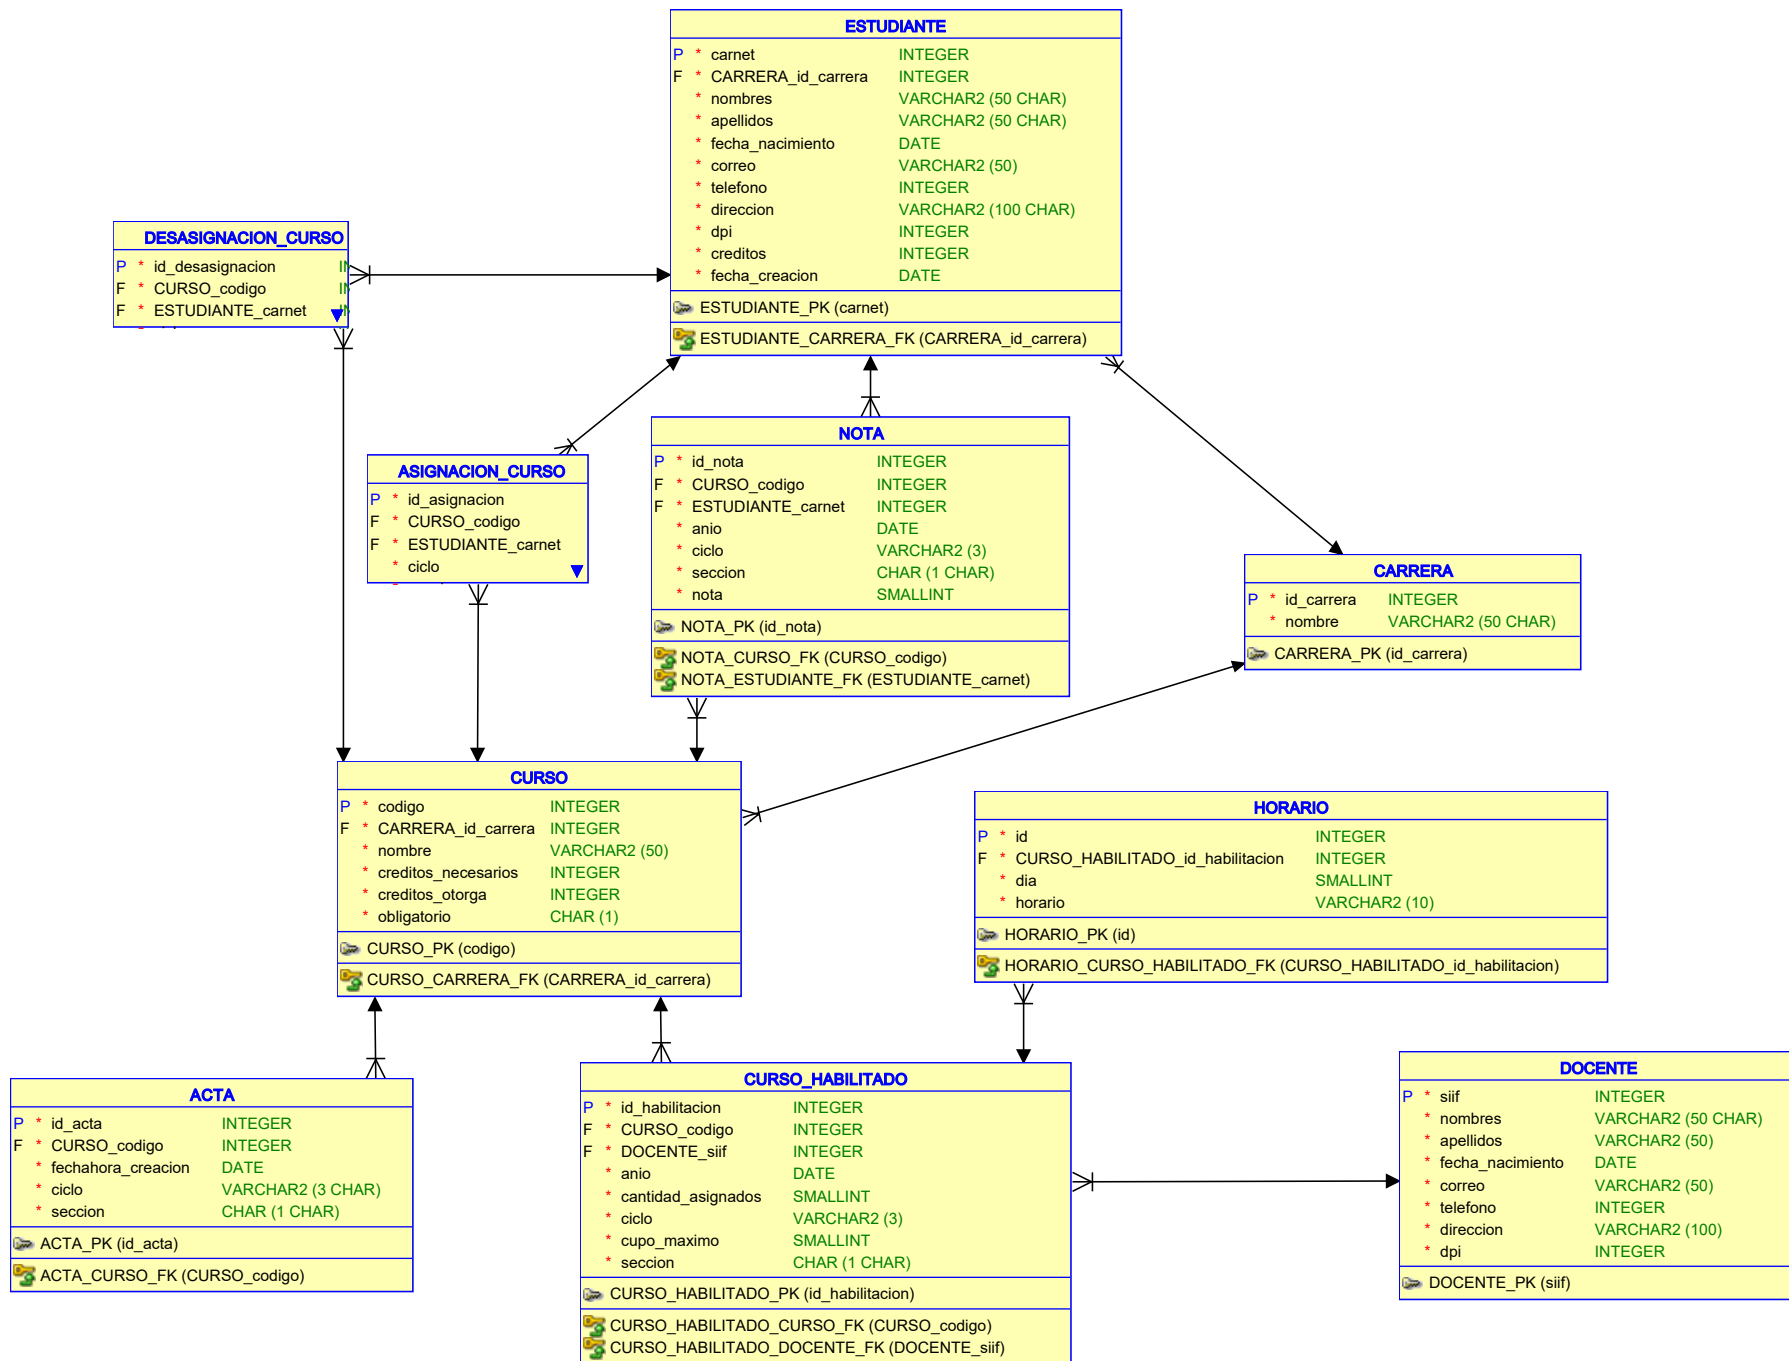 ESTUDIANTE
P * carnet INTEGER
F * CARRERA_id_carrera INTEGER
* nombres VARCHAR2 (50 CHAR)
* apellidos VARCHAR2 (50 CHAR)
* fecha_nacimiento DATE
* correo VARCHAR2 (50)
* telefono INTEGER
* direccion VARCHAR2 (100 CHAR)
* dpi INTEGER
* creditos INTEGER
* fecha_creacion DATE
ESTUDIANTE_PK (carnet)
ESTUDIANTE_CARRERA_FK (CARRERA_id_carrera)
DESASIGNACION_CURSO
P * id_desasignacion
F * CURSO_codigo
F * ESTUDIANTE_carnet
ASIGNACION_CURSO
P * id_asignacion
F * CURSO_codigo
F * ESTUDIANTE_carnet
* ciclo
NOTA
P * id_nota INTEGER
F * CURSO_codigo INTEGER
F * ESTUDIANTE_carnet INTEGER
* anio DATE
* ciclo VARCHAR2 (3)
* seccion CHAR (1 CHAR)
* nota SMALLINT
NOTA_PK (id_nota)
NOTA_CURSO_FK (CURSO_codigo)
NOTA_ESTUDIANTE_FK (ESTUDIANTE_carnet)
CARRERA
P * id_carrera INTEGER
* nombre VARCHAR2 (50 CHAR)
CARRERA_PK (id_carrera)
CURSO
P * codigo INTEGER
F * CARRERA_id_carrera INTEGER
* nombre VARCHAR2 (50)
* creditos_necesarios INTEGER
* creditos_otorga INTEGER
* obligatorio CHAR (1)
CURSO_PK (codigo)
CURSO_CARRERA_FK (CARRERA_id_carrera)
HORARIO
P * id INTEGER
F * CURSO_HABILITADO_id_habilitacion INTEGER
* dia SMALLINT
* horario VARCHAR2 (10)
HORARIO_PK (id)
HORARIO_CURSO_HABILITADO_FK (CURSO_HABILITADO_id_habilitacion)
ACTA
P * id_acta INTEGER
F * CURSO_codigo INTEGER
* fechahora_creacion DATE
* ciclo VARCHAR2 (3 CHAR)
* seccion CHAR (1 CHAR)
ACTA_PK (id_acta)
ACTA_CURSO_FK (CURSO_codigo)
CURSO_HABILITADO
P * id_habilitacion INTEGER
F * CURSO_codigo INTEGER
F * DOCENTE_siif INTEGER
* anio DATE
* cantidad_asignados SMALLINT
* ciclo VARCHAR2 (3)
* cupo_maximo SMALLINT
* seccion CHAR (1 CHAR)
CURSO_HABILITADO_PK (id_habilitacion)
CURSO_HABILITADO_CURSO_FK (CURSO_codigo)
CURSO_HABILITADO_DOCENTE_FK (DOCENTE_siif)
DOCENTE
P * siif INTEGER
* nombres VARCHAR2 (50 CHAR)
* apellidos VARCHAR2 (50)
* fecha_nacimiento DATE
* correo VARCHAR2 (50)
* telefono INTEGER
* direccion VARCHAR2 (100)
* dpi INTEGER
DOCENTE_PK (siif)